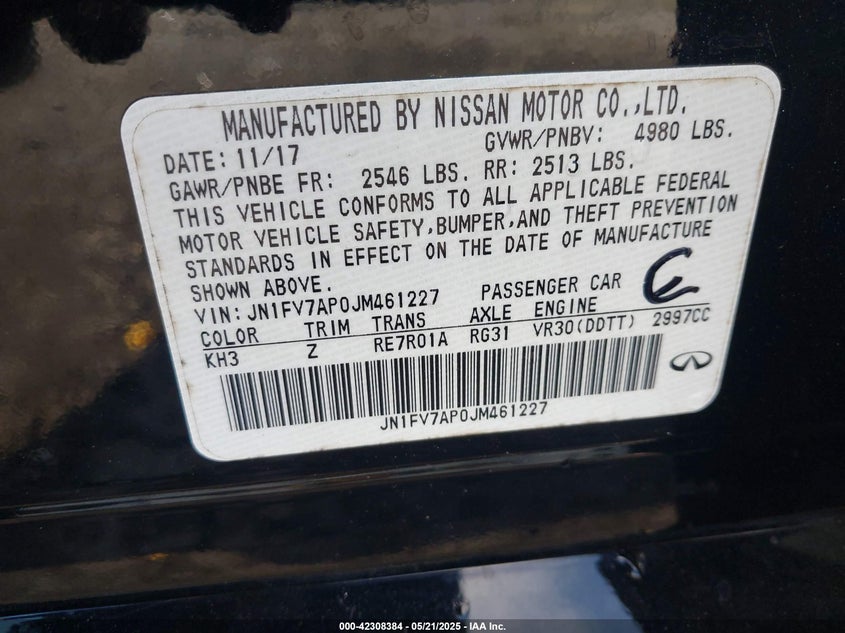 MANUFACTURED BY NISSAN MOTOR CO.,LTD.
DATE: 11/17 GVWR/PNBV: 4980 LBS.
GAWR/PNBE FR: 2546 LBS. RR: 2513 LBS.
THIS VEHICLE CONFORMS TO ALL APPLICABLE FEDERAL
MOTOR VEHICLE SAFETY,BUMPER,AND THEFT PREVENTION
STANDARDS IN EFFECT ON THE DATE OF MANUFACTURE
SHOWN ABOVE.
VIN: JN1FV7AP0JM461227 PASSENGER CAR
COLOR TRIM TRANS AXLE ENGINE
KH3 Z RE7R01A RG31 VR30(DDTT) 2997CC
JN1FV7AP0JM461227
000-42308384 - 05/21/2025 - IAA Inc.